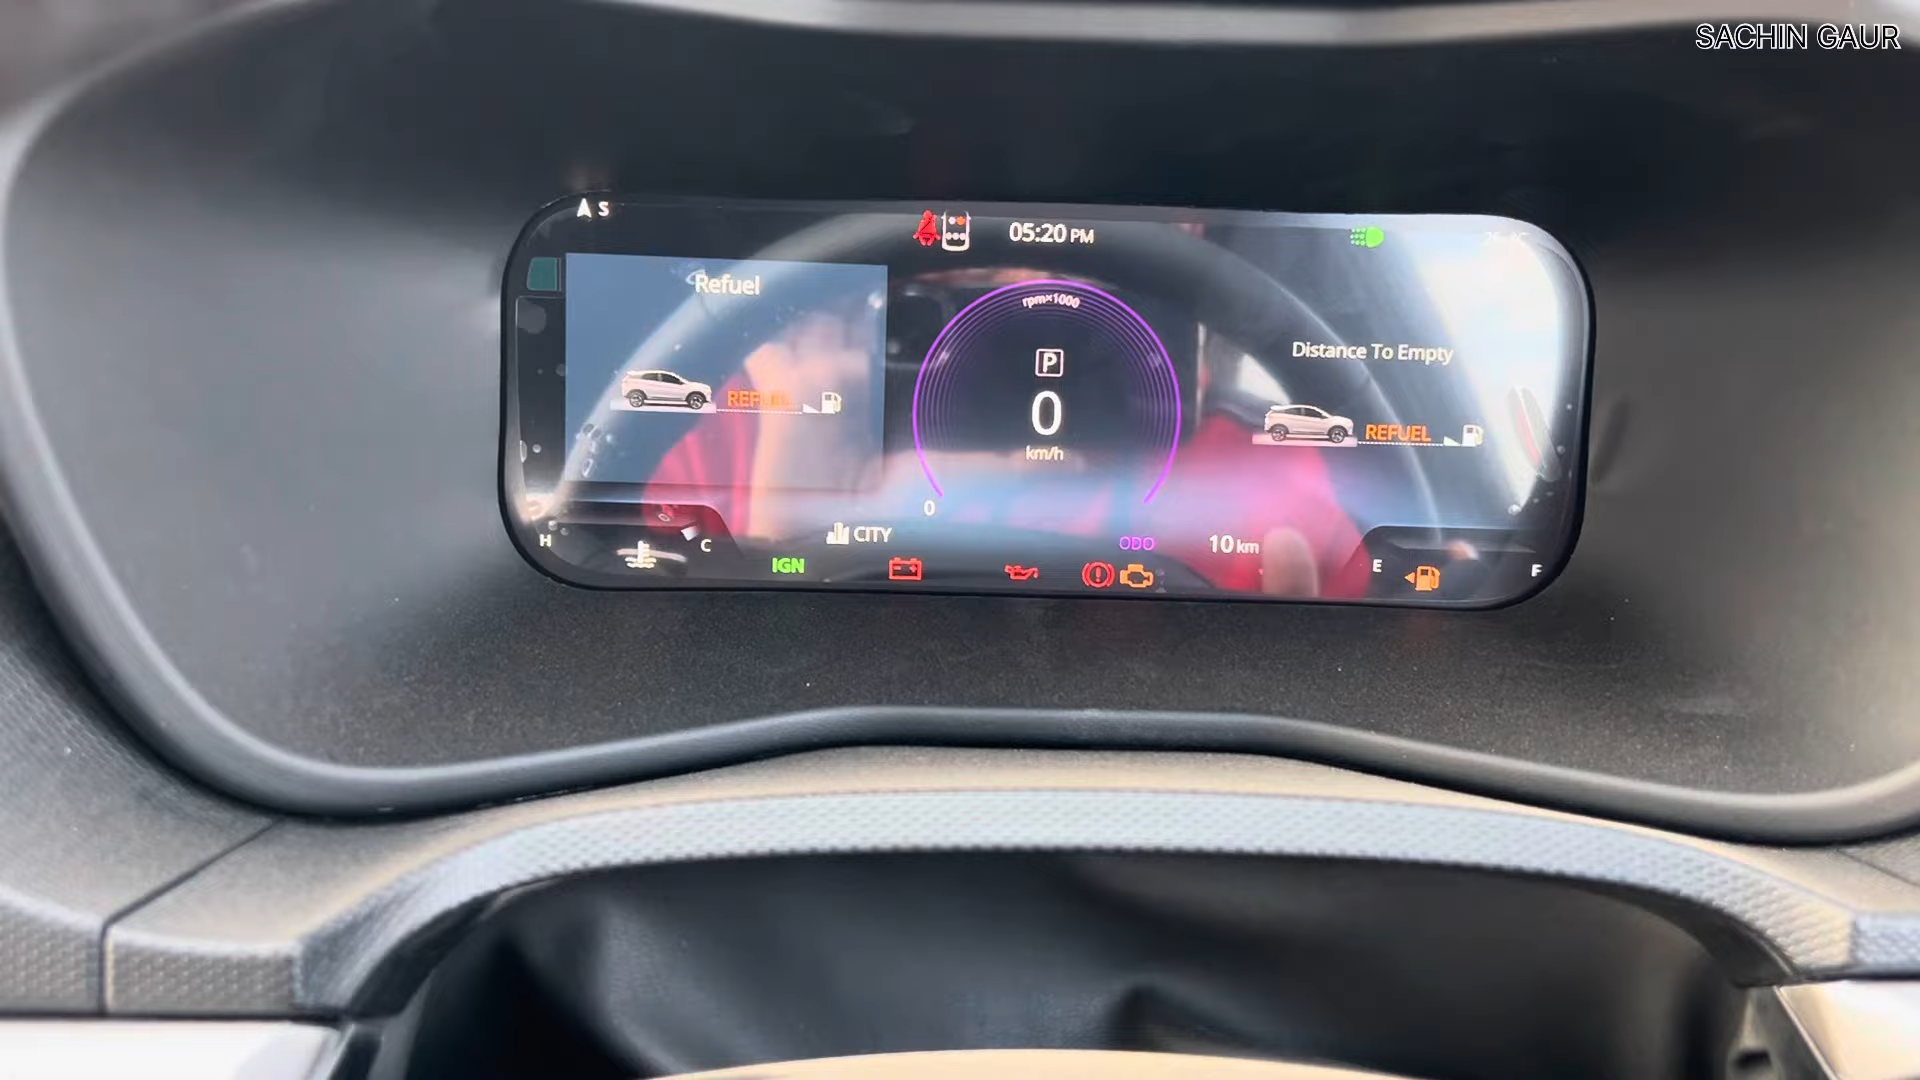 SACHIN GAUR
S
05:20 PM
Refuel
REFUEL
rpm×1000
P
0
km/h
0
Distance To Empty
REFUEL
H
C
CITY
IGN
ODO
10 km
E
F